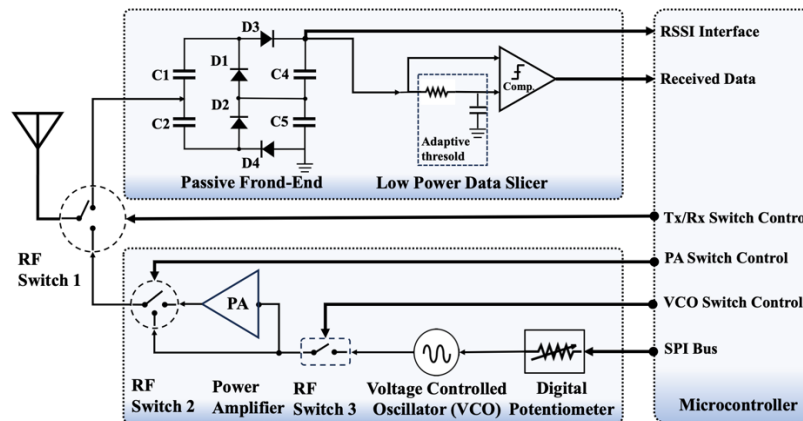 D3
RSSI Interface
C1
D1
C4
Received Data
Comp.
D2
C2
C5
Adaptive
thresold
D4
Passive Frond-End
Low Power Data Slicer
Tx/Rx Switch Control
RF
Switch 1
PA Switch Control
PA
VCO Switch Control
SPI Bus
RF
Switch 2
Power
Amplifier
RF
Switch 3
Voltage Controlled
Oscillator (VCO)
Digital
Potentiometer
Microcontroller